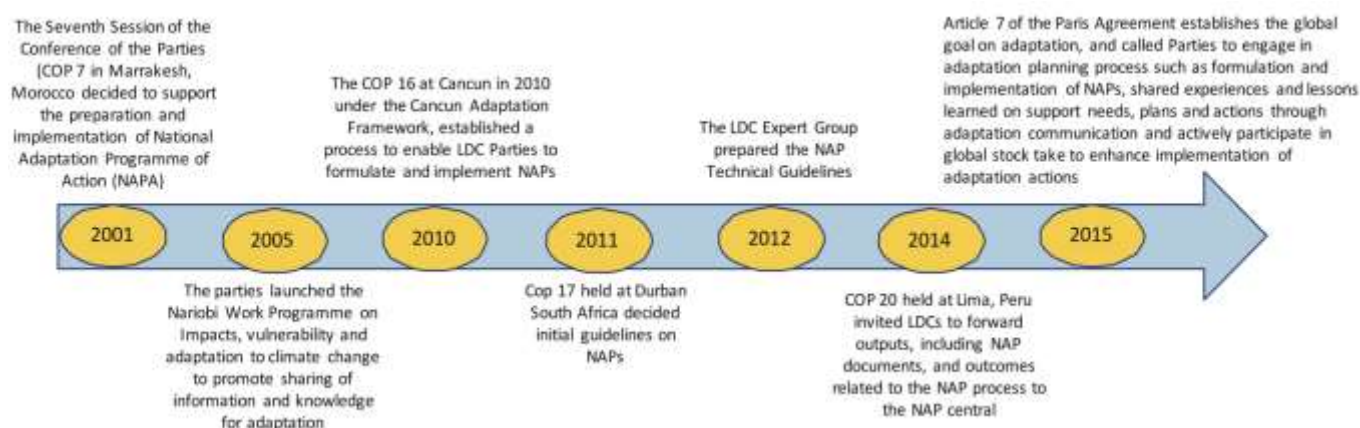 The Seventh Session of the
Conference of the Parties
(COP 7 in Marrakesh,
Morocco decided to support
the preparation and
implementation of National
Adaptation Programme of
Action (NAPA)
The COP 16 at Cancun in 2010
under the Cancun Adaptation
Framework, established a
process to enable LDC Parties to
formulate and implement NAPs
The LDC Expert Group
prepared the NAP
Technical Guidelines
Article 7 of the Paris Agreement establishes the global
goal on adaptation, and called Parties to engage in
adaptation planning process such as formulation and
implementation of NAPs, shared experiences and lessons
learned on support needs, plans and actions through
adaptation communication and actively participate in
global stock take to enhance implementation of
adaptation actions
2001
2005
2010
2011
2012
2014
2015
The parties launched the
Nariobi Work Programme on
Impacts, vulnerability and
adaptation to climate change
to promote sharing of
information and knowledge
for adaptation
Cop 17 held at Durban
South Africa decided
initial guidelines on
NAPs
COP 20 held at Lima, Peru
invited LDCs to forward
outputs, including NAP
documents, and outcomes
related to the NAP process to
the NAP central